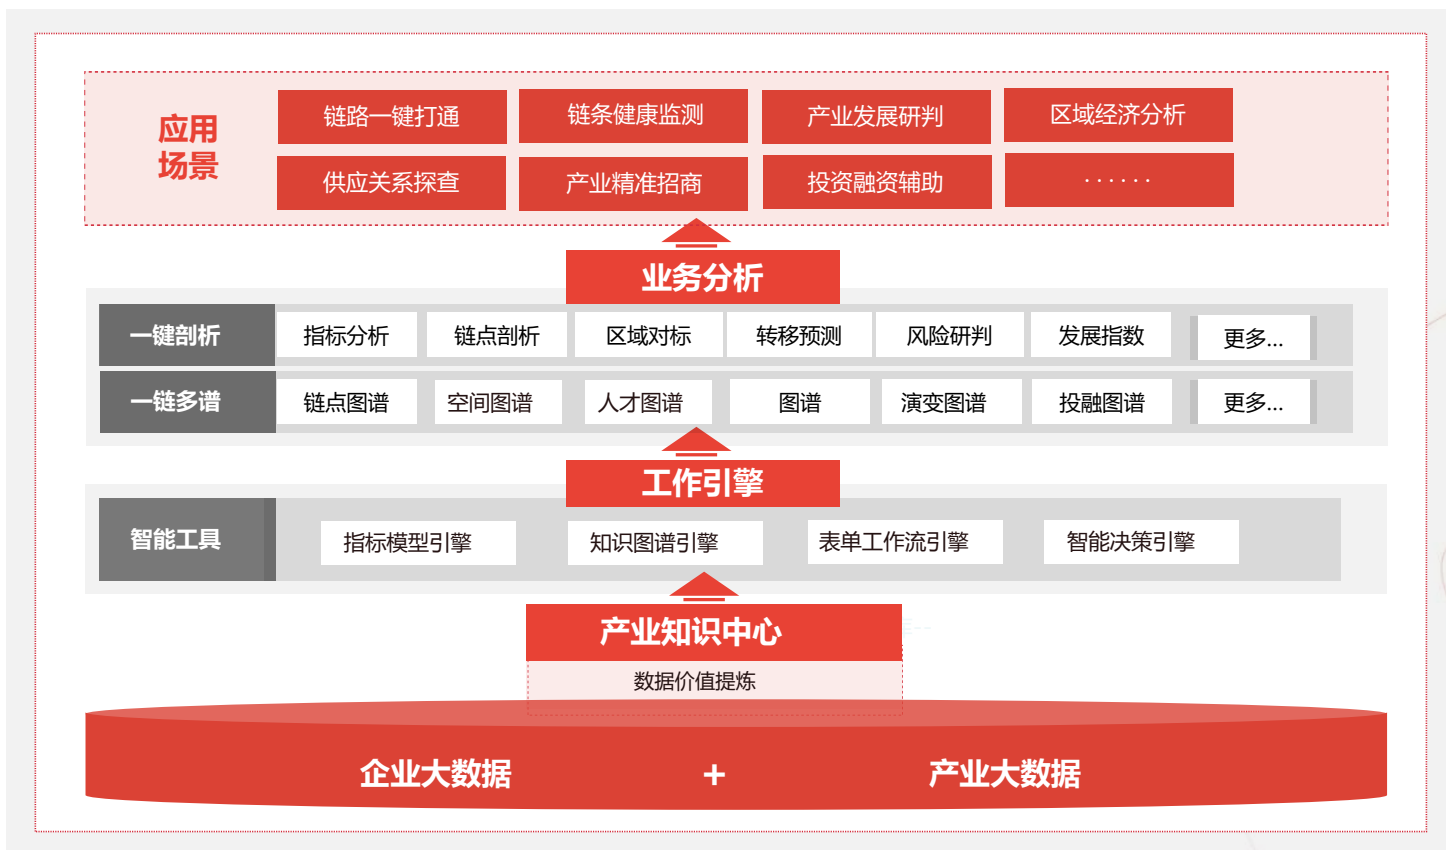 应用
场景
链路一键打通
链条健康监测
产业发展研判
区域经济分析
供应关系探查
产业精准招商
投资融资辅助
······
业务分析
一键剖析
指标分析
链点剖析
区域对标
转移预测
风险研判
发展指数
更多...
一链多谱
链点图谱
空间图谱
人才图谱
图谱
演变图谱
投融图谱
更多...
工作引擎
智能工具
指标模型引擎
知识图谱引擎
表单工作流引擎
智能决策引擎
产业知识中心
数据价值提炼
企业大数据
+
产业大数据